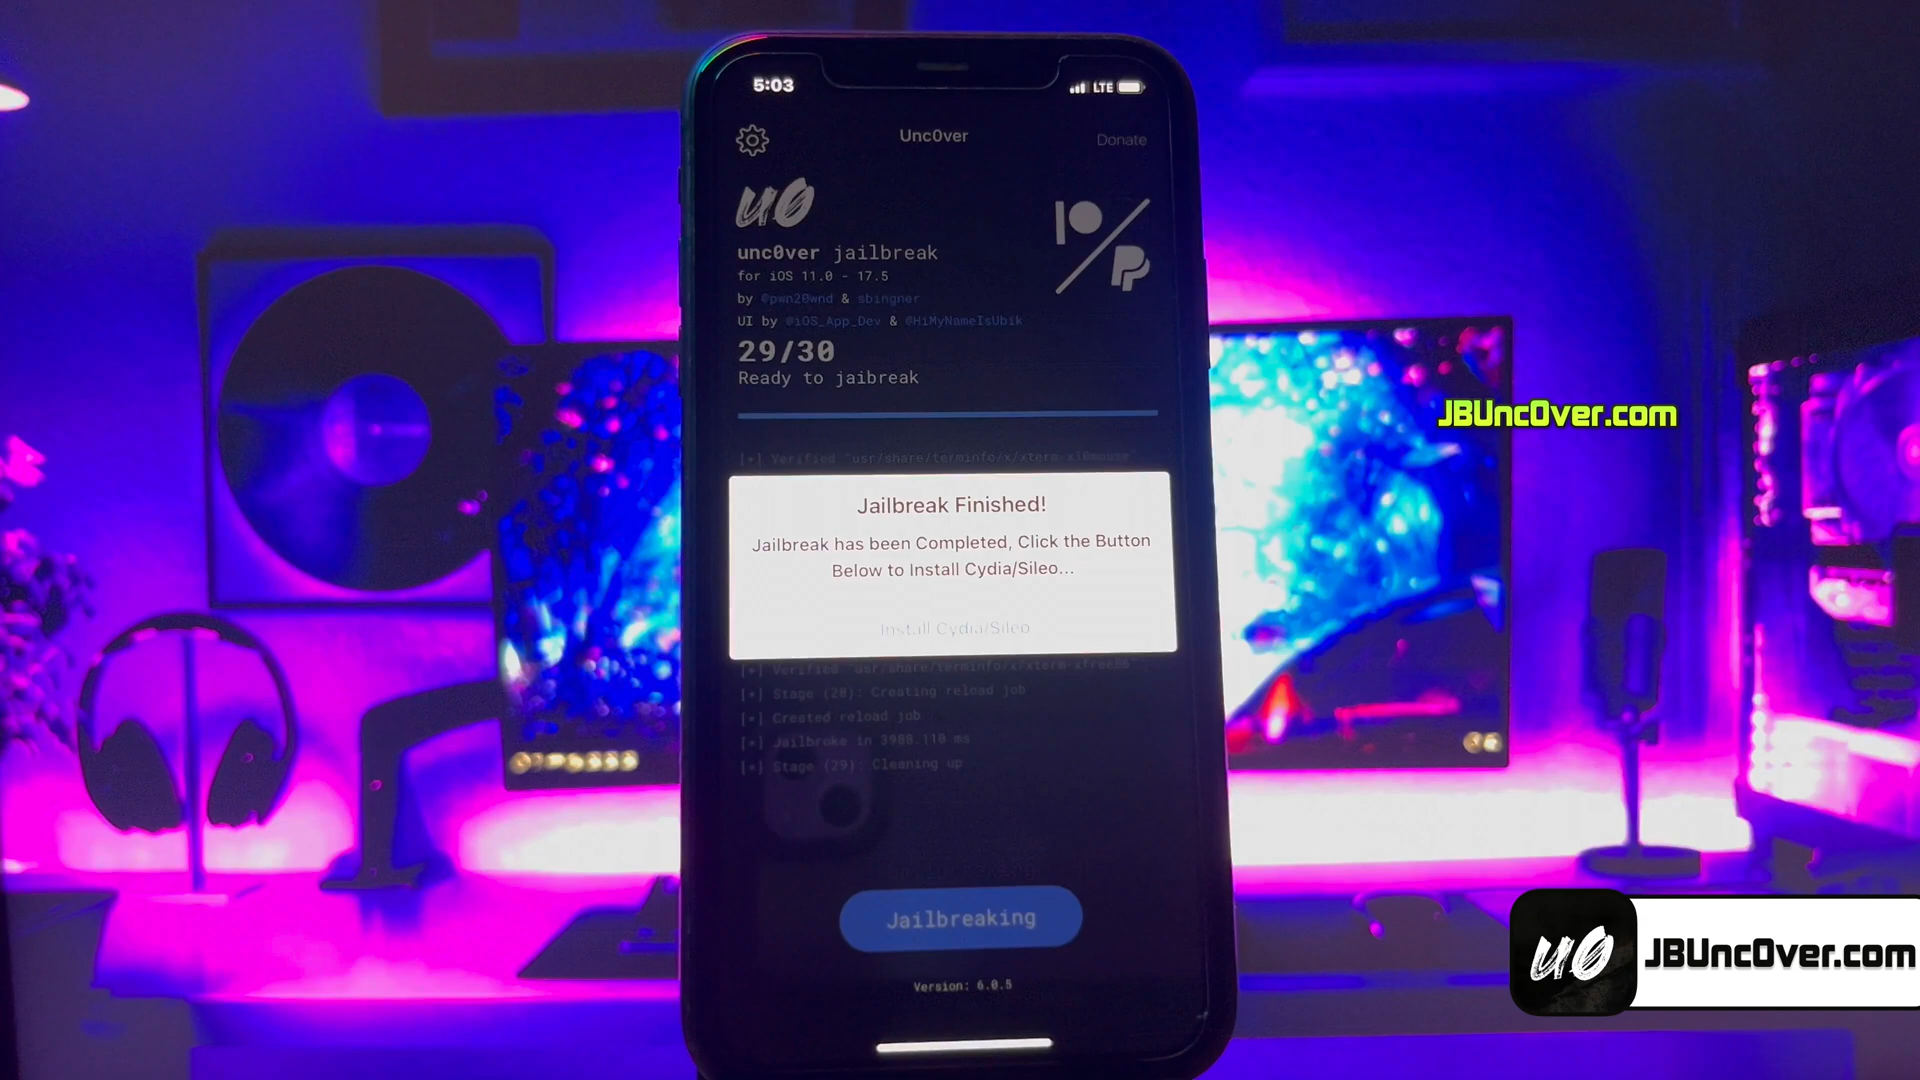 5:03
LTE
Unc0ver
Donate
u0
unc0ver jailbreak
for iOS 11.0 - 17.5
by @pwn20wnd & sbingner
UI by @iOS_App_Dev & @HiMyNameIsUbik
29/30
Ready to jaibreak
[+] Verified "usr/share/terminfo/x/xterm-x10mouse"
Jailbreak Finished!
Jailbreak has been Completed, Click the Button
Below to Install Cydia/Sileo...
Install Cydia/Sileo
[+] Verified "usr/share/terminfo/x/xterm-xfree86"
[*] Stage (28): Creating reload job
[+] Created reload job
[*] Jailbroke in 3988.110 ms
[*] Stage (29): Cleaning up
Jailbreaking
Version: 6.0.5
JBUnc0ver.com
u0 JBUnc0ver.com